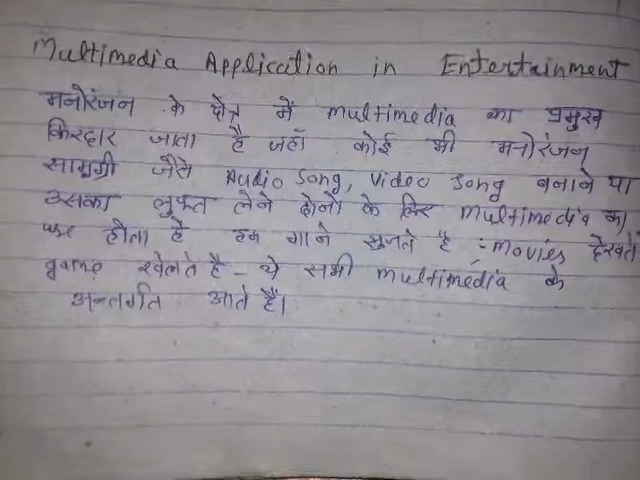 Multimedia Application in Entertainment
मनोरंजन के क्षेत्र में multimedia का प्रमुख
किरदार जाता है जहाँ कोई भी मनोरंजन
सामग्री जैसे Audio song, video song बनाने या
उसका लुफ्त लेने दोनों के लिए multimedia का
होता है हम गाने सुनते है movies देखते
game खेलते है - ये सभी multimedia के
अन्तर्गत आते हैं।